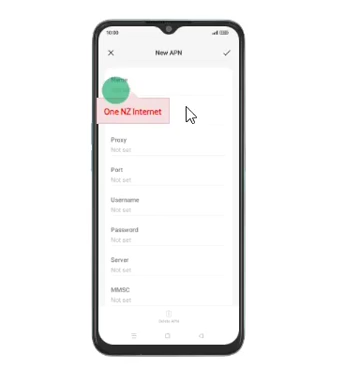 10:00
New APN
Name
One NZ Internet
Proxy
Not set
Port
Not set
Username
Not set
Password
Not set
Server
Not set
MMSC
Not set